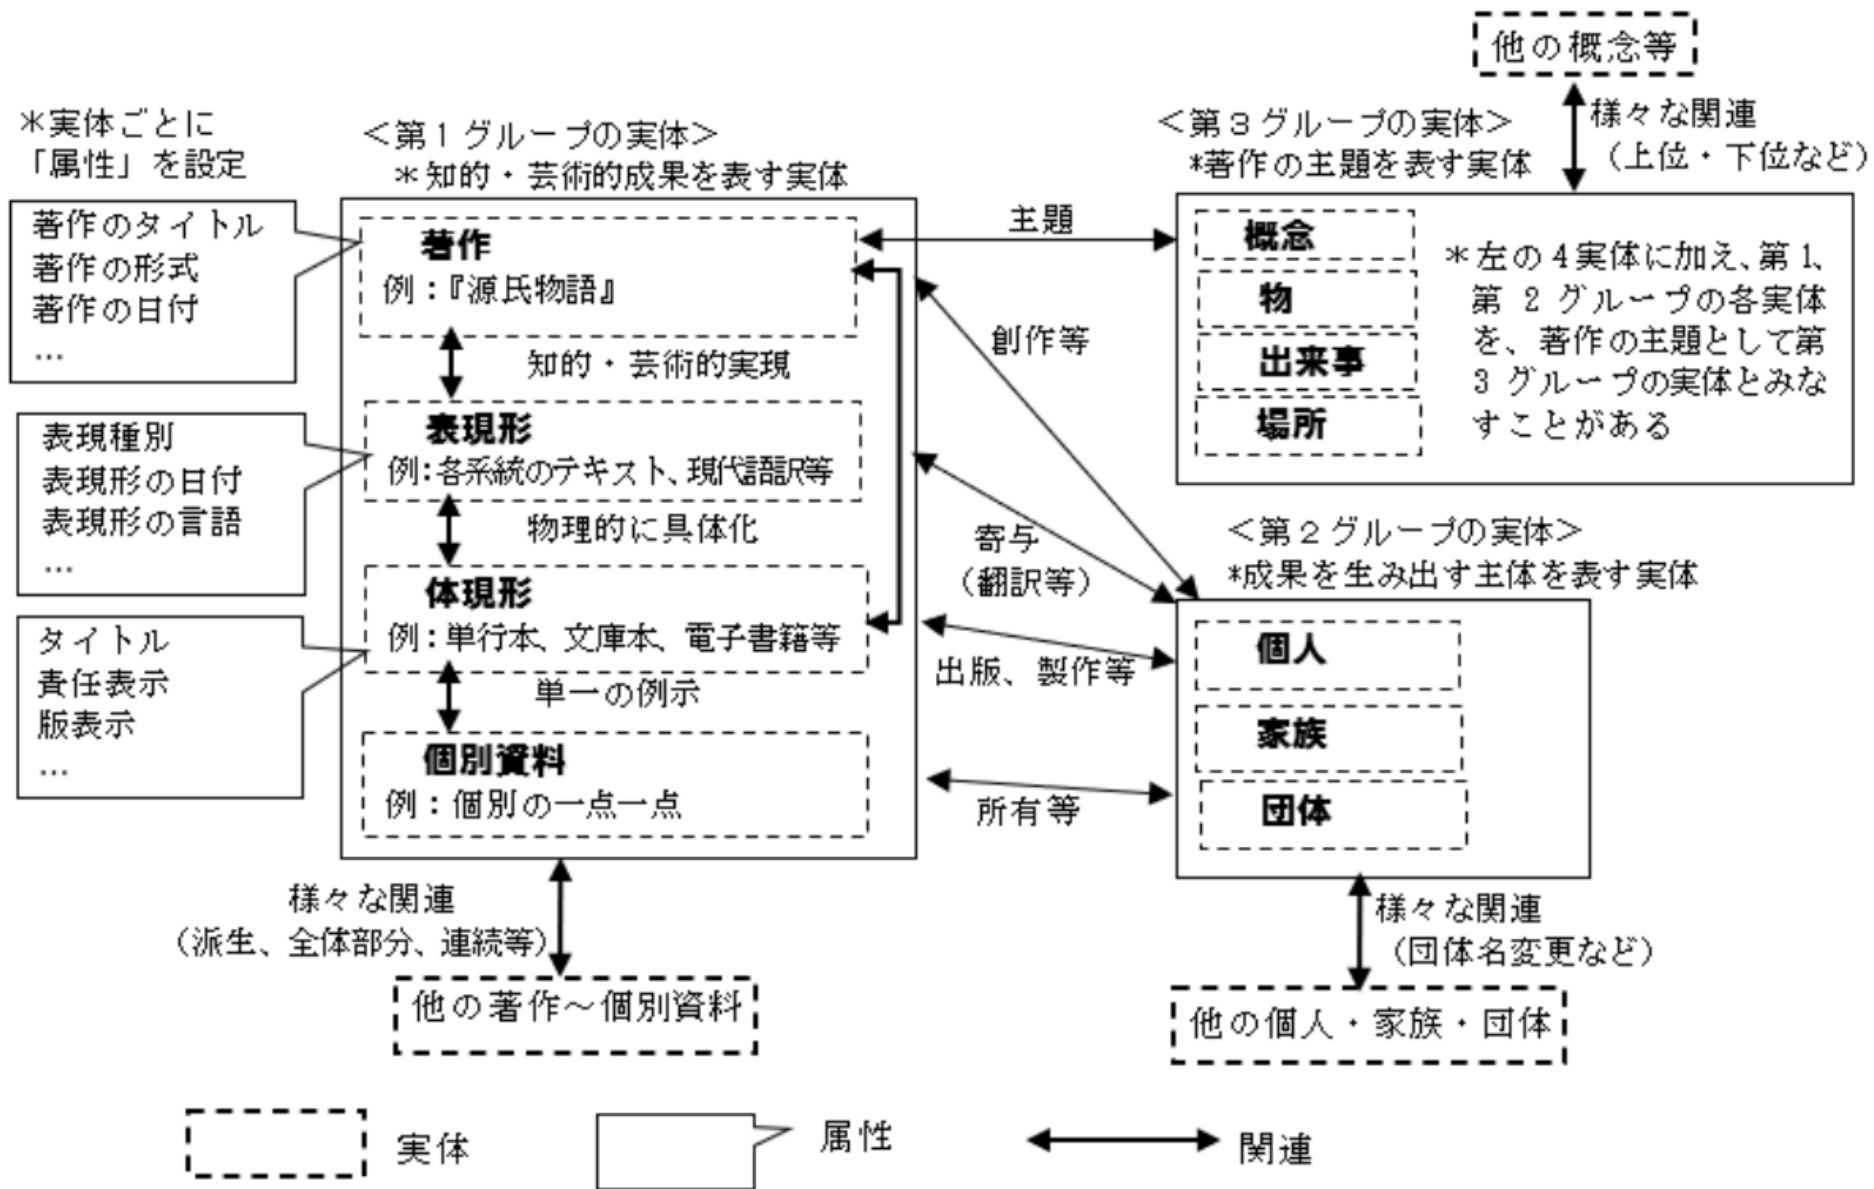 ＊実体ごとに
「属性」を設定
著作のタイトル
著作の形式
著作の日付
…
表現種別
表現形の日付
表現形の言語
…
タイトル
責任表示
版表示
…
＜第１グループの実体＞
＊知的・芸術的成果を表す実体
著作
例：『源氏物語』
知的・芸術的実現
表現形
例：各系統のテキスト、現代語訳等
物理的に具体化
体現形
例：単行本、文庫本、電子書籍等
単一の例示
個別資料
例：個別の一点一点
様々な関連
（派生、全体部分、連続等）
他の著作～個別資料
主題
創作等
寄与
（翻訳等）
出版、製作等
所有等
他の概念等
様々な関連
（上位・下位など）
＜第３グループの実体＞
*著作の主題を表す実体
概念
物
出来事
場所
＊左の４実体に加え、第１、
第２グループの各実体
を、著作の主題として第
３グループの実体とみな
すことがある
＜第２グループの実体＞
*成果を生み出す主体を表す実体
個人
家族
団体
様々な関連
（団体名変更など）
他の個人・家族・団体
実体
属性
関連